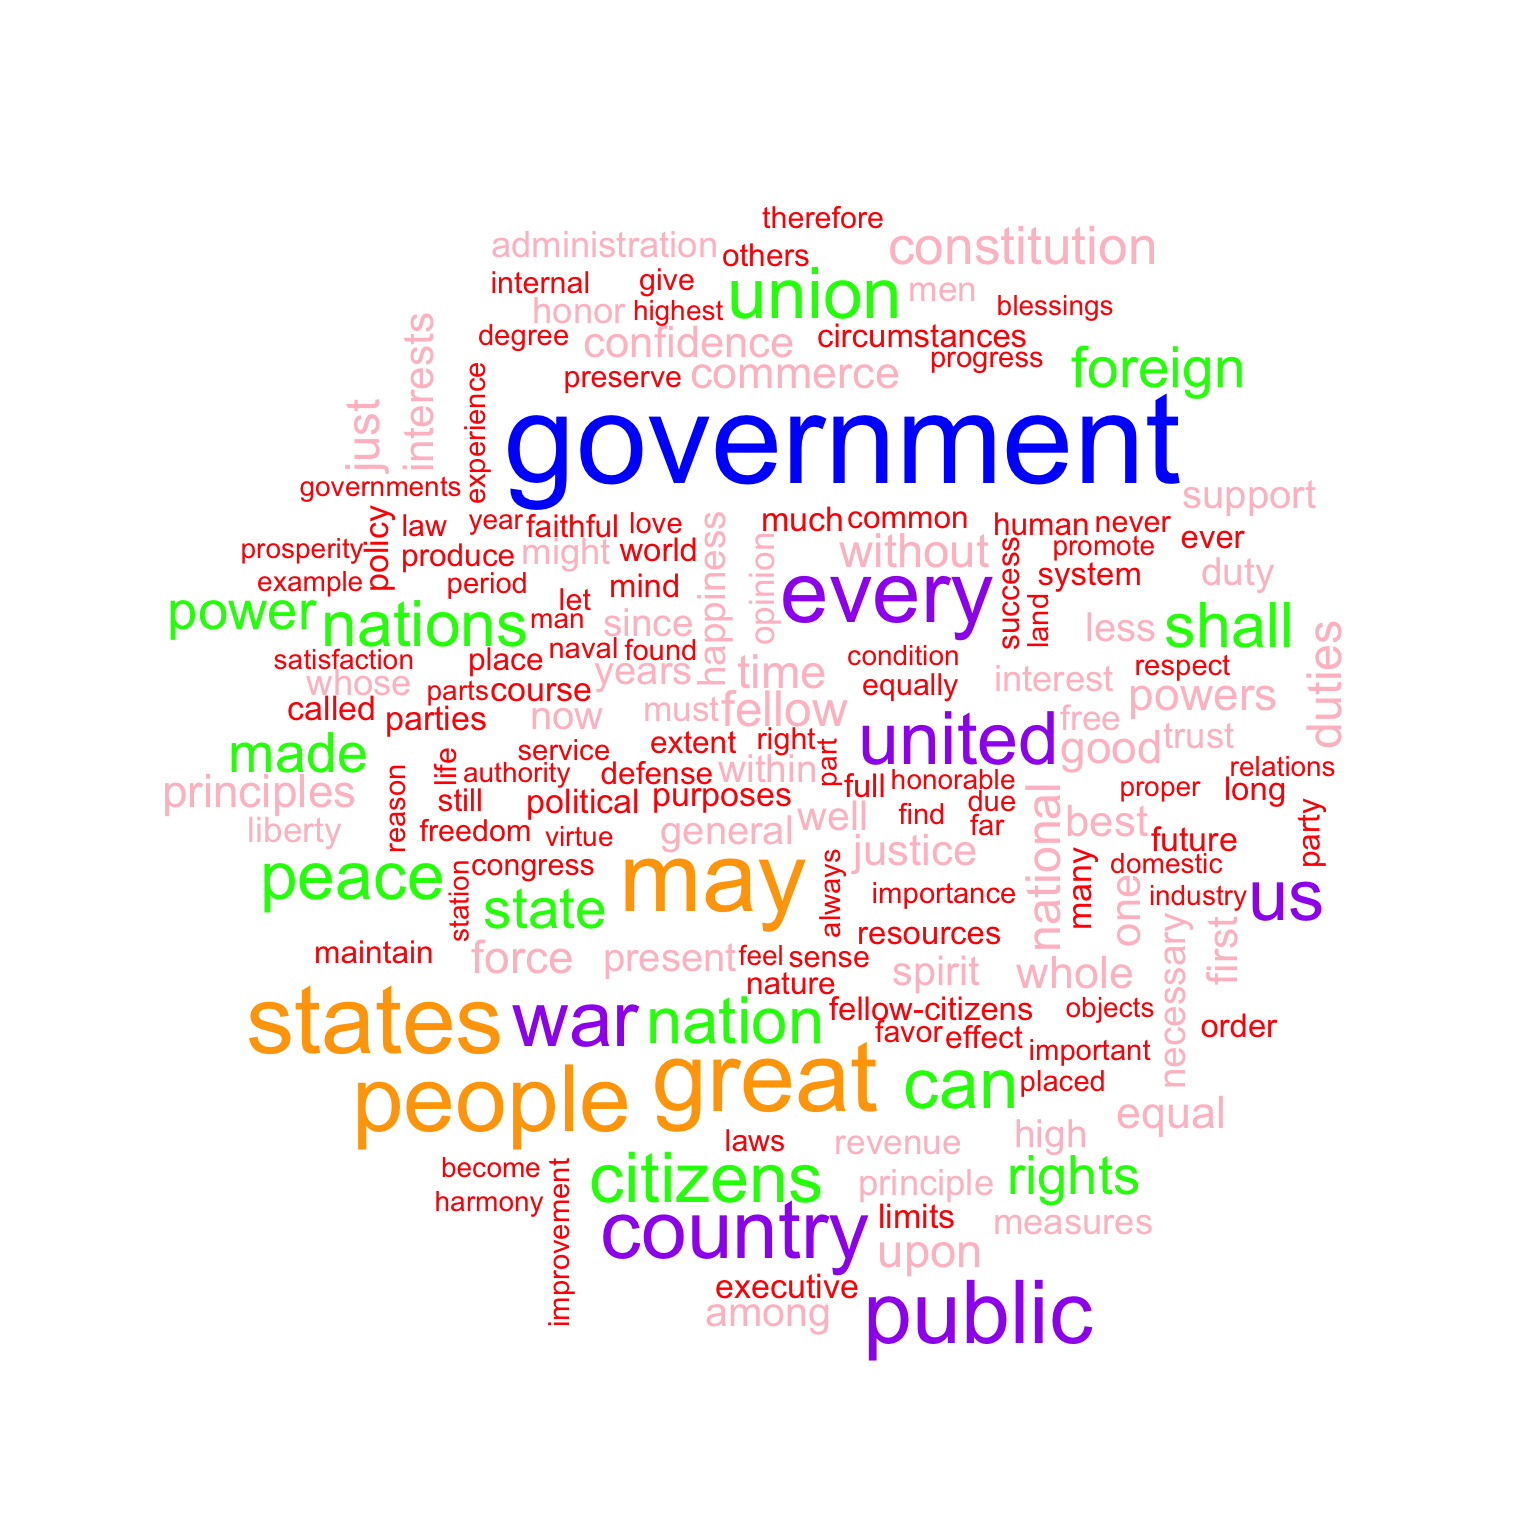 therefore
administration
others
constitution
internal
give
union
men
honor
highest
blessings
degree
confidence
circumstances
interests
preserve
commerce
progress
foreign
just
experience
government
governments
support
policy
law
year
faithful
love
much
common
human
never
ever
prosperity
produce
might
world
happiness
opinion
without
success
promote
system
duty
example
period
mind
every
land
power
nations
let
man
since
less
shall
satisfaction
place
naval
found
condition
respect
duties
whose
parts
course
years
time
equally
interest
powers
called
parties
now
must
fellow
united
free
good
trust
made
service
extent
right
part
life
authority
defense
within
full
honorable
proper
relations
long
principles
reason
still
political
purposes
find
due
far
national
best
party
liberty
freedom
virtue
general
well
justice
future
peace
station
congress
may
always
importance
many
domestic
industry
one
us
state
maintain
force
present
feel
sense
resources
spirit
whole
necessary
first
nature
states
war
nation
fellow-citizens
objects
order
favor
effect
important
people
great
can
placed
equal
laws
revenue
high
become
improvement
citizens
principle
rights
harmony
country
limits
measures
upon
executive
among
public